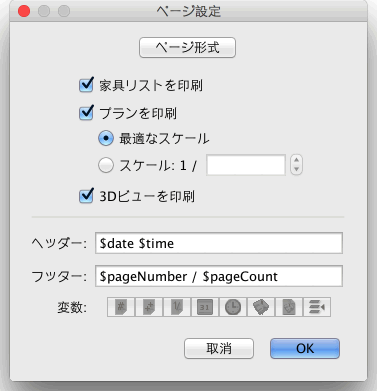 ページ設定
ページ形式
家具リストを印刷
プランを印刷
最適なスケール
スケール: 1 /
3Dビューを印刷
ヘッダー: $date $time
フッター: $pageNumber / $pageCount
変数: # + 1/ 31
取消 OK